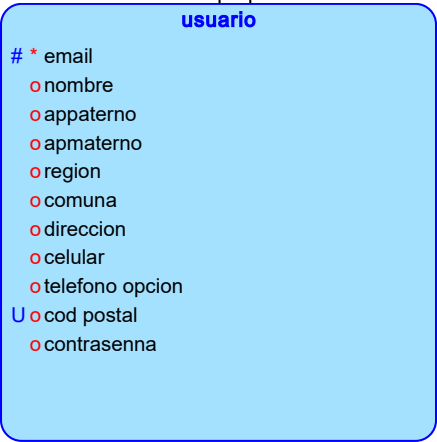 usuario
# * email
o nombre
o appaterno
o apmaterno
o region
o comuna
o direccion
o celular
o telefono opcion
U o cod postal
o contrasenna